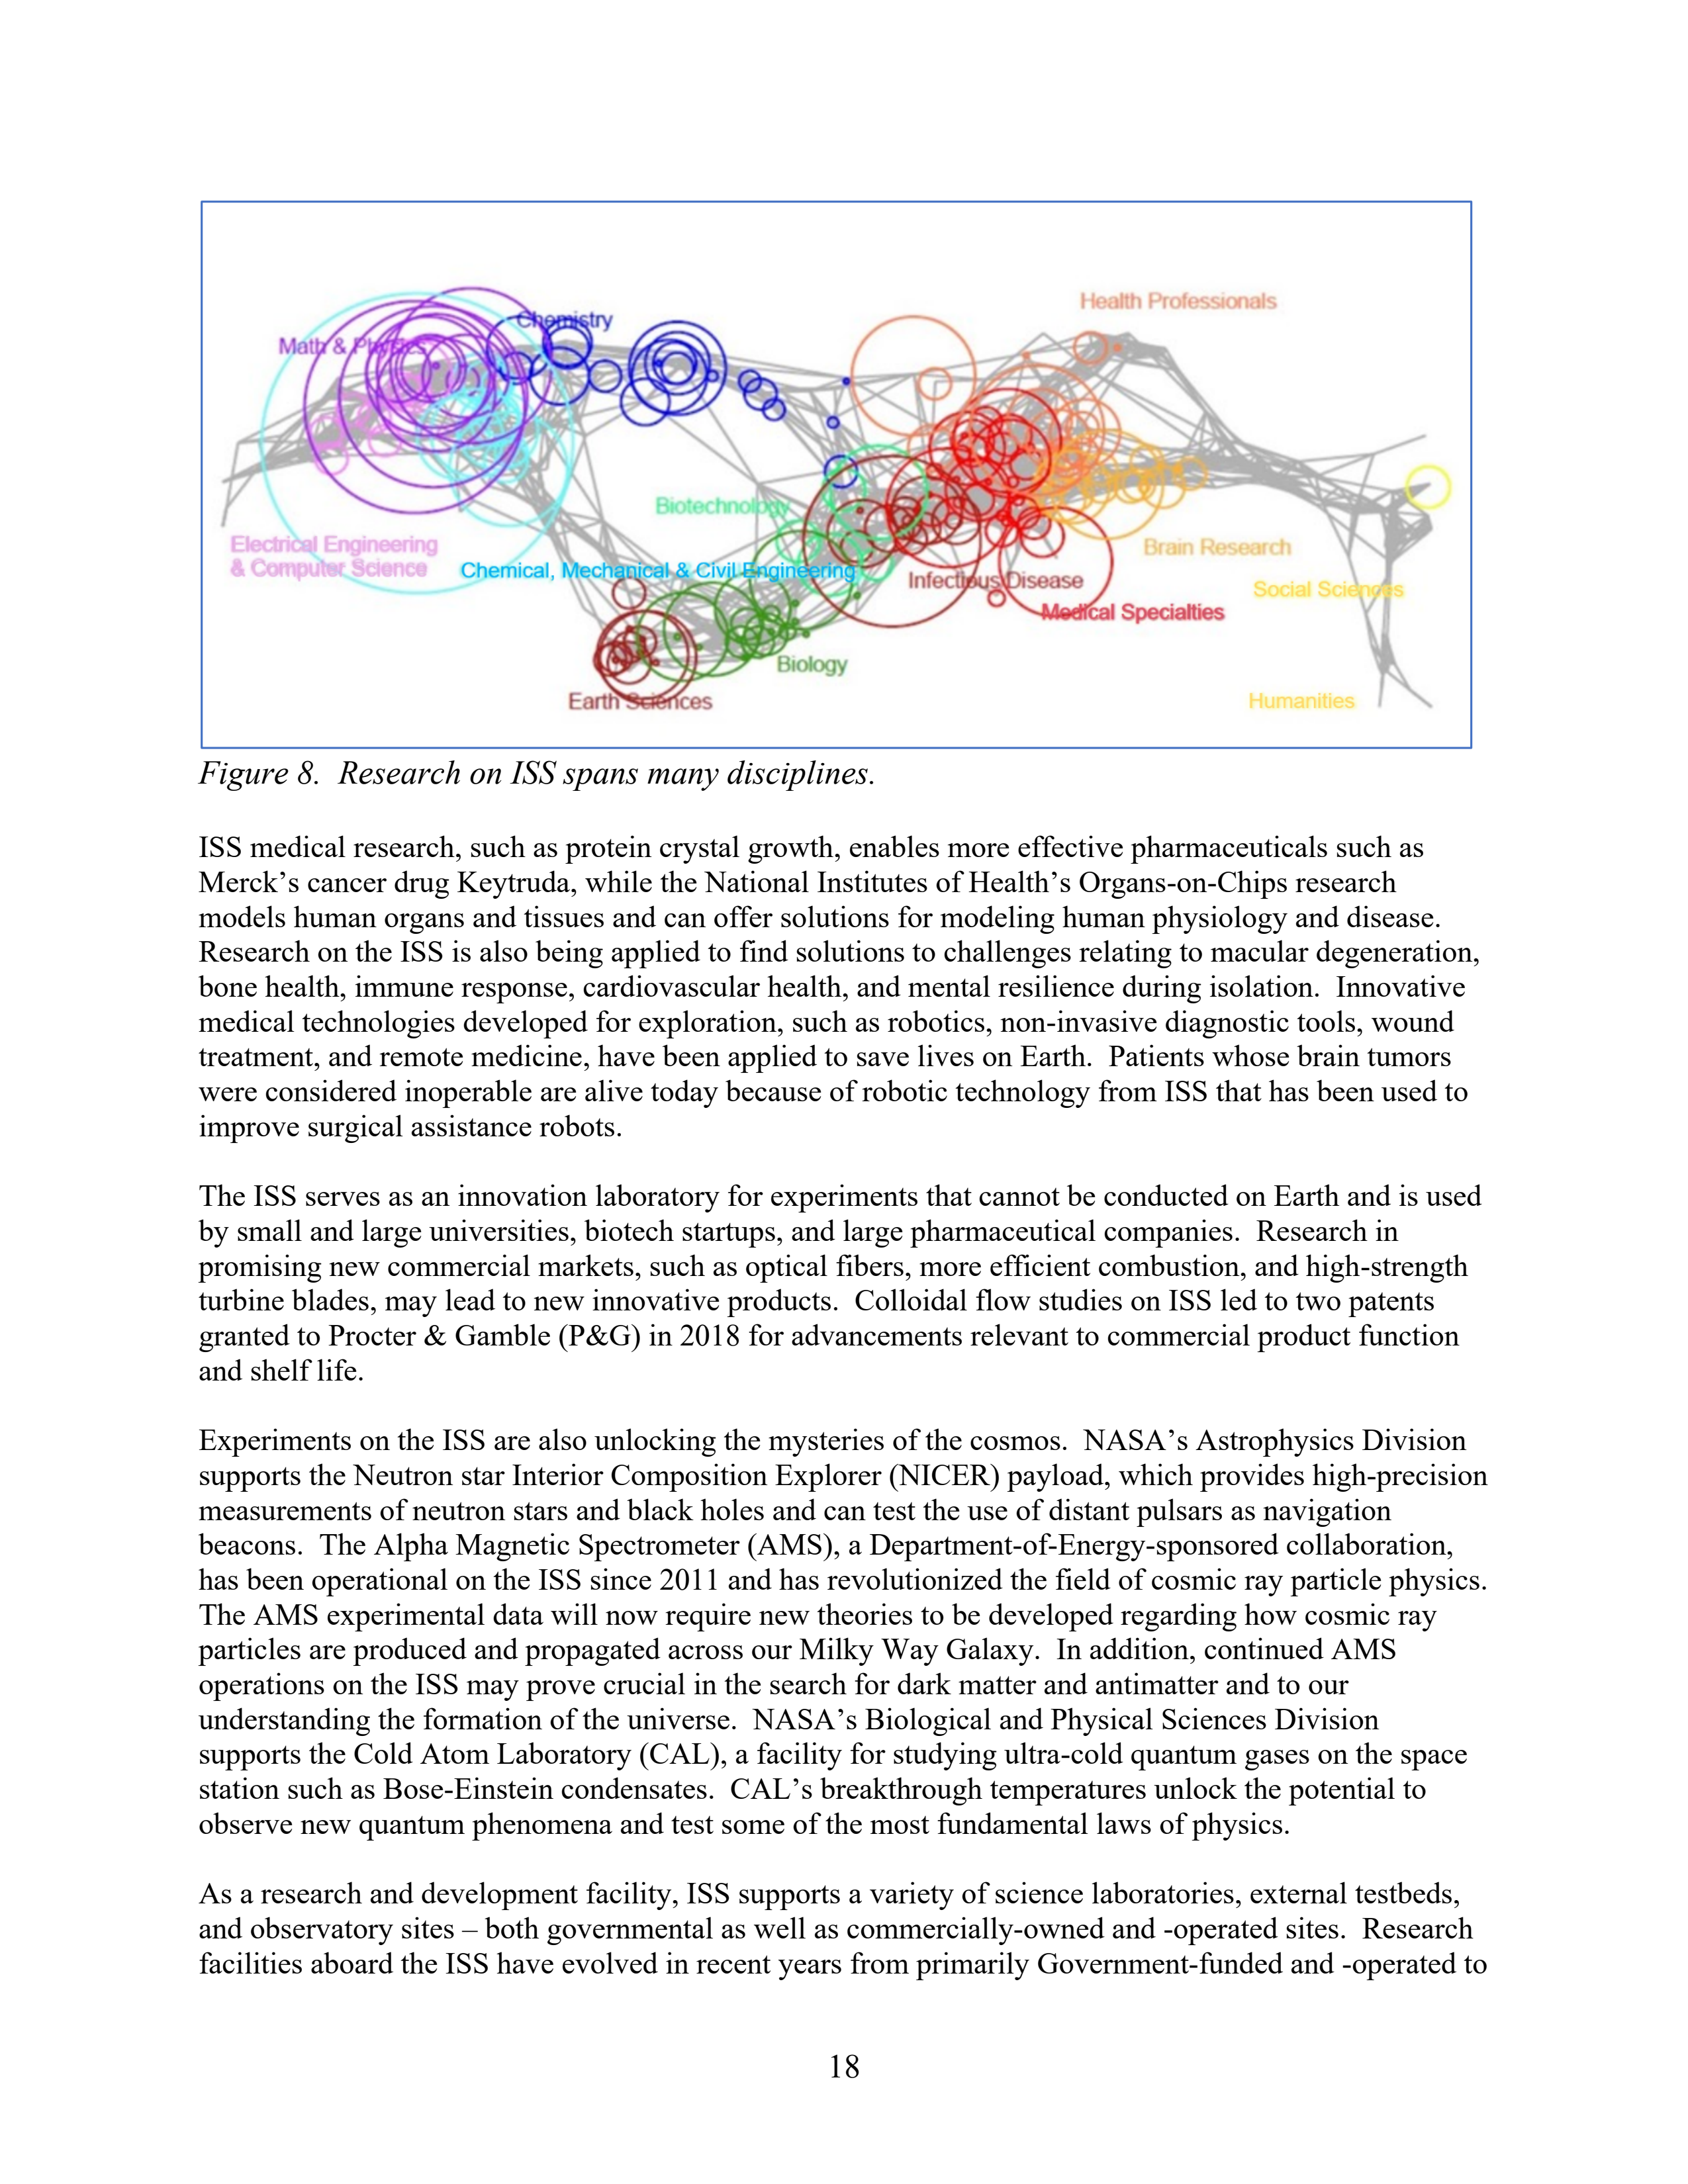 Health Professionals
Chemistry
Math & Physics
Biotechnology
Electrical Engineering
& Computer Science
Chemical, Mechanical & Civil Engineering
Brain Research
Infectious Disease
Social Sciences
Medical Specialties
Biology
Earth Sciences
Humanities
Figure 8.  Research on ISS spans many disciplines.
ISS medical research, such as protein crystal growth, enables more effective pharmaceuticals such as
Merck’s cancer drug Keytruda, while the National Institutes of Health’s Organs-on-Chips research
models human organs and tissues and can offer solutions for modeling human physiology and disease.
Research on the ISS is also being applied to find solutions to challenges relating to macular degeneration,
bone health, immune response, cardiovascular health, and mental resilience during isolation.  Innovative
medical technologies developed for exploration, such as robotics, non-invasive diagnostic tools, wound
treatment, and remote medicine, have been applied to save lives on Earth.  Patients whose brain tumors
were considered inoperable are alive today because of robotic technology from ISS that has been used to
improve surgical assistance robots.
The ISS serves as an innovation laboratory for experiments that cannot be conducted on Earth and is used
by small and large universities, biotech startups, and large pharmaceutical companies.  Research in
promising new commercial markets, such as optical fibers, more efficient combustion, and high-strength
turbine blades, may lead to new innovative products.  Colloidal flow studies on ISS led to two patents
granted to Procter & Gamble (P&G) in 2018 for advancements relevant to commercial product function
and shelf life.
Experiments on the ISS are also unlocking the mysteries of the cosmos.  NASA’s Astrophysics Division
supports the Neutron star Interior Composition Explorer (NICER) payload, which provides high-precision
measurements of neutron stars and black holes and can test the use of distant pulsars as navigation
beacons.  The Alpha Magnetic Spectrometer (AMS), a Department-of-Energy-sponsored collaboration,
has been operational on the ISS since 2011 and has revolutionized the field of cosmic ray particle physics.
The AMS experimental data will now require new theories to be developed regarding how cosmic ray
particles are produced and propagated across our Milky Way Galaxy.  In addition, continued AMS
operations on the ISS may prove crucial in the search for dark matter and antimatter and to our
understanding the formation of the universe.  NASA’s Biological and Physical Sciences Division
supports the Cold Atom Laboratory (CAL), a facility for studying ultra-cold quantum gases on the space
station such as Bose-Einstein condensates.  CAL’s breakthrough temperatures unlock the potential to
observe new quantum phenomena and test some of the most fundamental laws of physics.
As a research and development facility, ISS supports a variety of science laboratories, external testbeds,
and observatory sites – both governmental as well as commercially-owned and -operated sites.  Research
facilities aboard the ISS have evolved in recent years from primarily Government-funded and -operated to
18